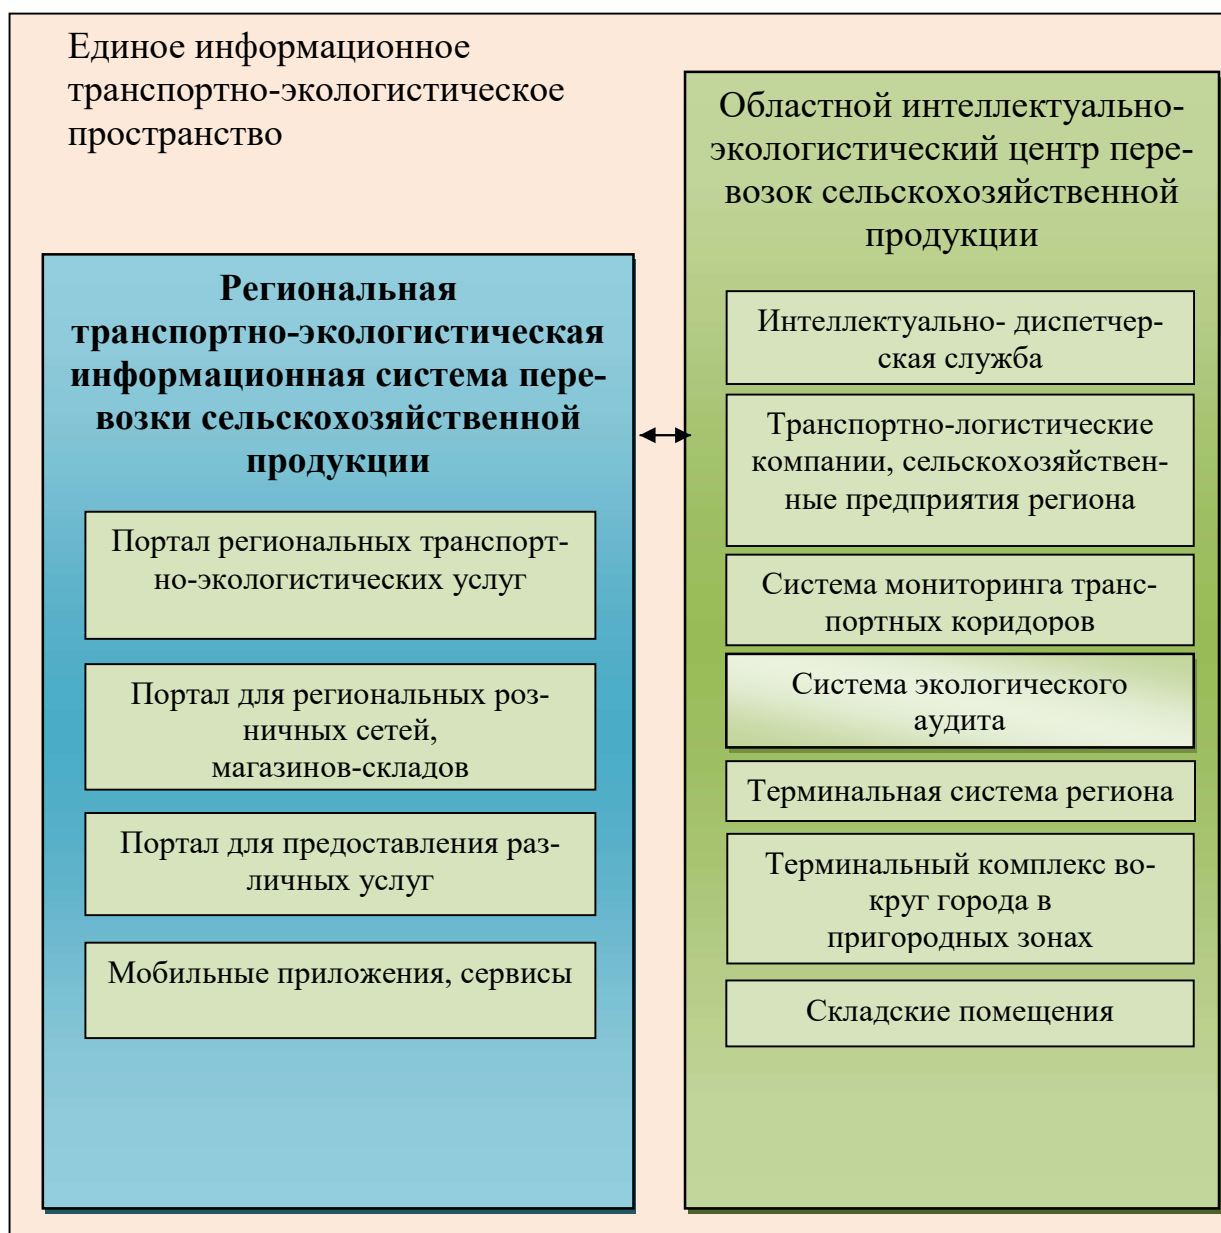 Единое информационное
транспортно-экологистическое
пространство
Региональная
транспортно-экологистическая
информационная система пере-
возки сельскохозяйственной
продукции
Портал региональных транспорт-
но-экологистических услуг
Портал для региональных роз-
ничных сетей,
магазинов-складов
Портал для предоставления раз-
личных услуг
Мобильные приложения, сервисы
Областной интеллектуально-
экологистический центр пере-
возок сельскохозяйственной
продукции
Интеллектуально- диспетчер-
ская служба
Транспортно-логистические
компании, сельскохозяйствен-
ные предприятия региона
Система мониторинга транс-
портных коридоров
Система экологического
аудита
Терминальная система региона
Терминальный комплекс во-
круг города в
пригородных зонах
Складские помещения